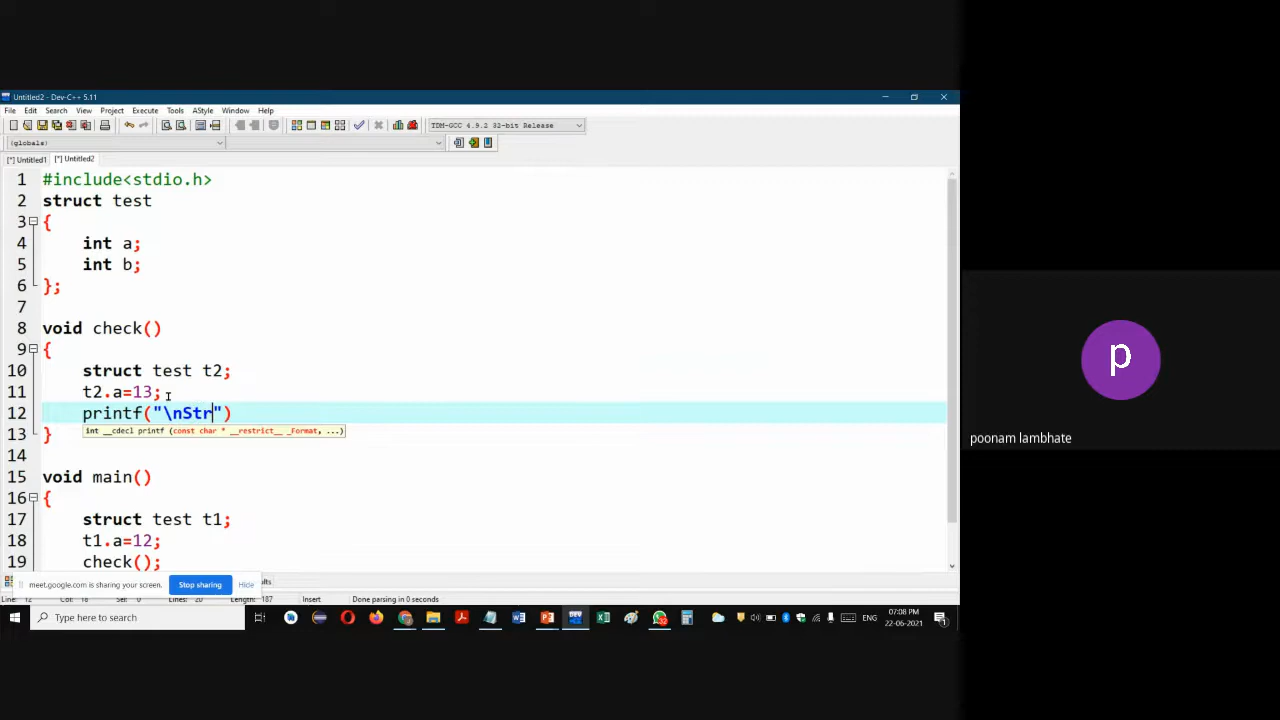 Untitled2 - Dev-C++ 5.11
File Edit Search View Project Execute Tools AStyle Window Help
TDM-GCC 4.9.2 32-bit Release
(globals)
[*] Untitled1 [*] Untitled2
1 #include<stdio.h>
2 struct test
3 {
4 int a;
5 int b;
6 };
7
8 void check()
9 {
10 struct test t2;
11 t2.a=13;
12 printf("\nStr")
int __cdecl printf (const char * __restrict__ _Format, ...)
13 }
14
15 void main()
16 {
17 struct test t1;
18 t1.a=12;
19 check();
meet.google.com is sharing your screen. Stop sharing Hide
Length: 187 Insert Done parsing in 0 seconds
Type here to search
ENG
07:08 PM
22-06-2021
p
poonam lambhate